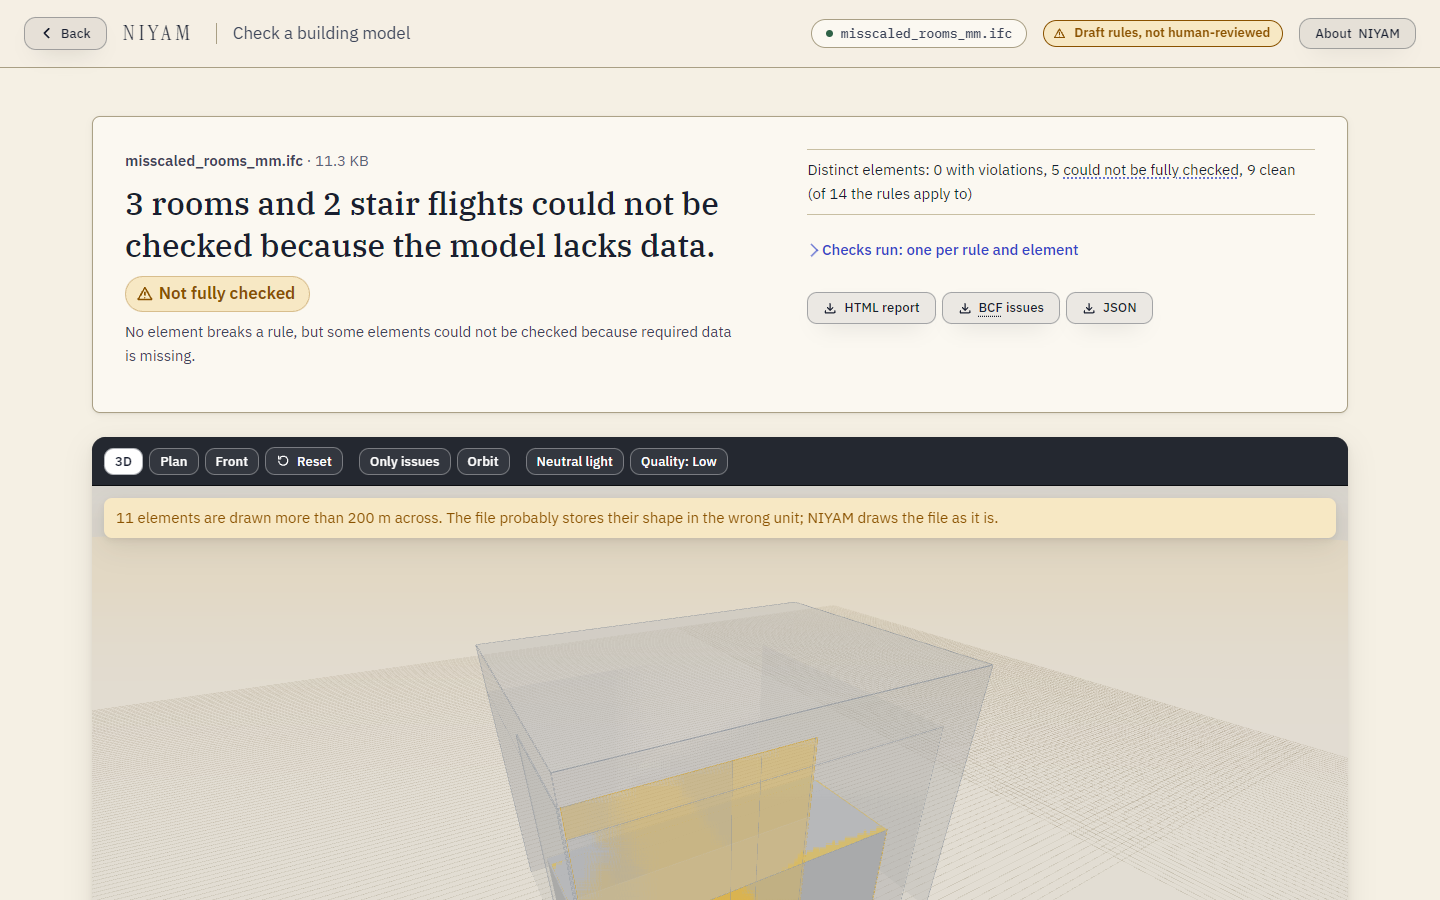 Back
NIYAM
Check a building model
misscaled_rooms_mm.ifc
Draft rules, not human-reviewed
About NIYAM
misscaled_rooms_mm.ifc · 11.3 KB
3 rooms and 2 stair flights could not be
checked because the model lacks data.
Not fully checked
No element breaks a rule, but some elements could not be checked because required data
is missing.
Distinct elements: 0 with violations, 5 could not be fully checked, 9 clean
(of 14 the rules apply to)
Checks run: one per rule and element
HTML report
BCF issues
JSON
3D
Plan
Front
Reset
Only issues
Orbit
Neutral light
Quality: Low
11 elements are drawn more than 200 m across. The file probably stores their shape in the wrong unit; NIYAM draws the file as it is.